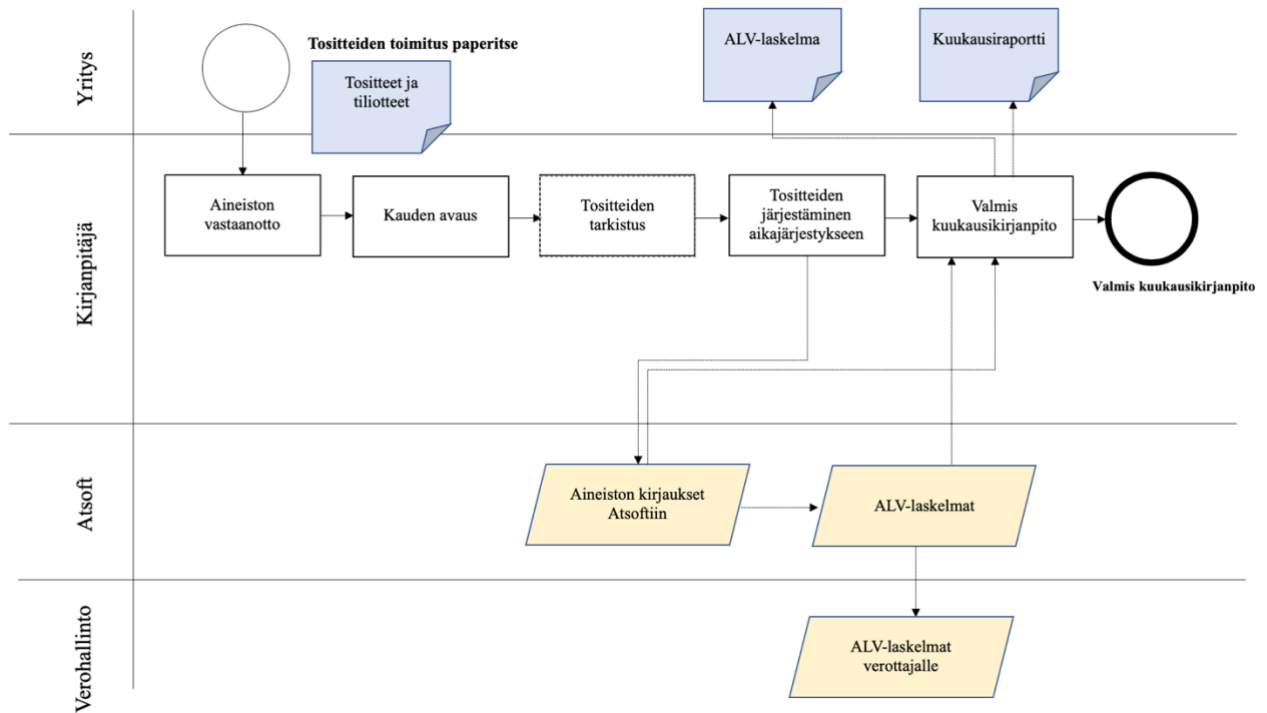 Yritys
Tositteiden toimitus paperitse
Tositteet ja
tiliotteet
ALV-laskelma
Kuukausiraportti
Kirjanpitäjä
Aineiston
vastaanotto
Kauden avaus
Tositteiden
tarkistus
Tositteiden
järjestäminen
aikajärjestykseen
Valmis
kuukausikirjanpito
Valmis kuukausikirjanpito
Atsoft
Aineiston kirjaukset
Atsoftiin
ALV-laskelmat
Verohallinto
ALV-laskelmat
verottajalle